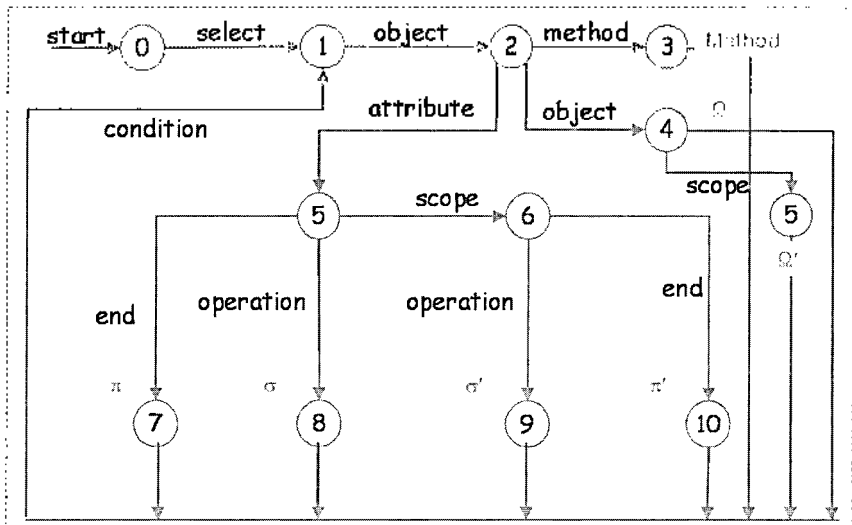 start 0 select 1 object 2 method 3 Method
condition attribute object 4 Ω
scope
5 scope 6 5
Ω'
end operation operation end
π σ σ' π'
7 8 9 10